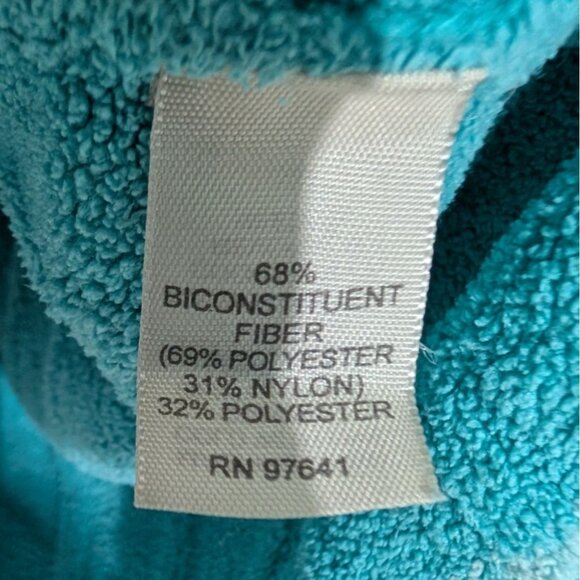 68%
BICONSTITUENT
FIBER
(69% POLYESTER
31% NYLON)
32% POLYESTER
RN 97641